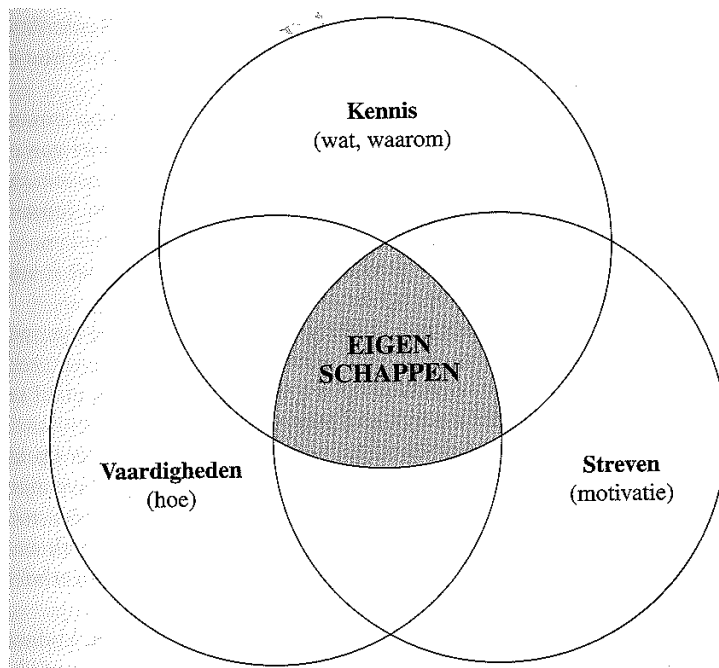 Kennis
(wat, waarom)
EIGEN
SCHAPPEN
Vaardigheden
(hoe)
Streven
(motivatie)